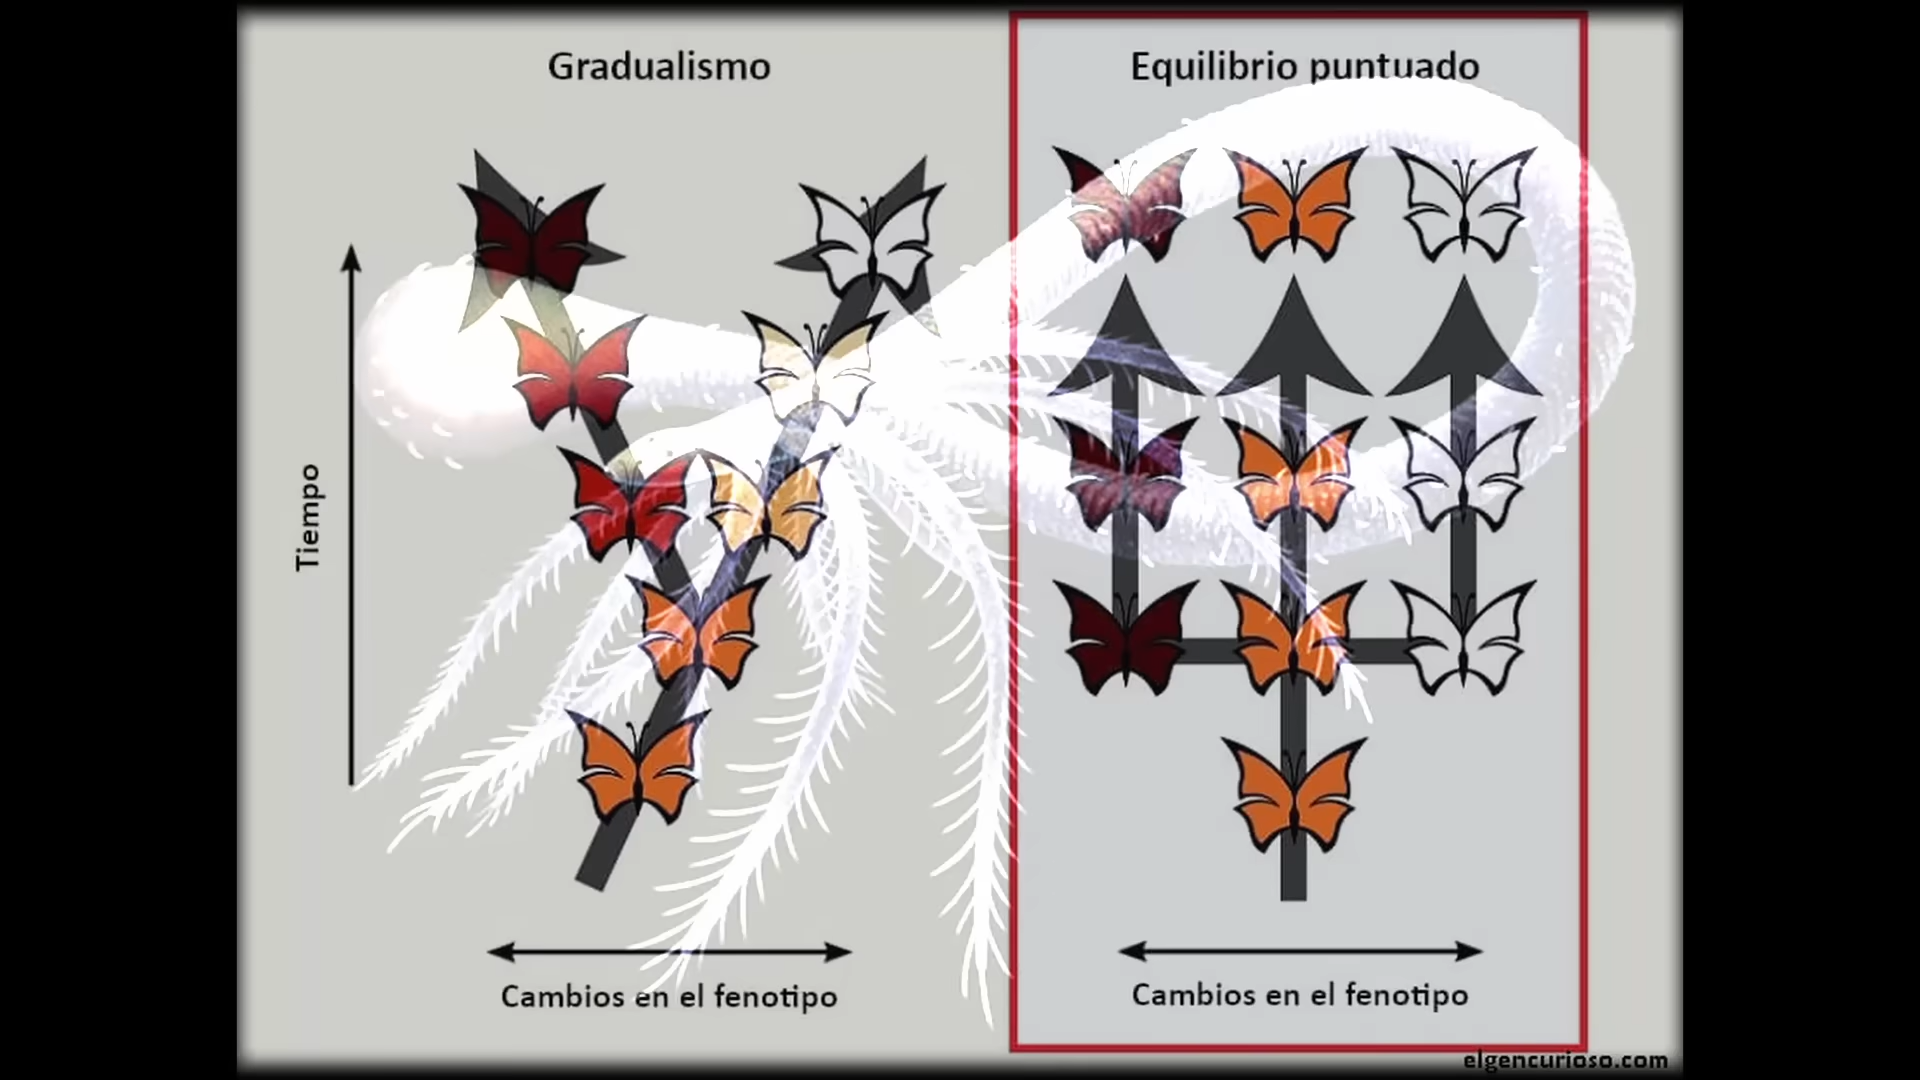 Gradualismo
Equilibrio puntuado
Tiempo
Cambios en el fenotipo
Cambios en el fenotipo
elgencurioso.com